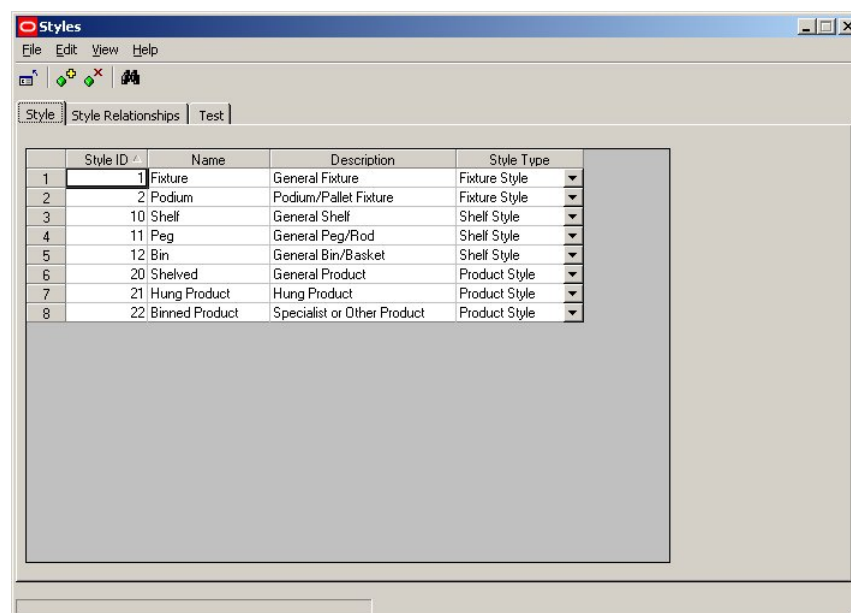 Styles
File Edit View Help
Style Style Relationships Test
Style ID Name Description Style Type
1 1 Fixture General Fixture Fixture Style
2 2 Podium Podium/Pallet Fixture Fixture Style
3 10 Shelf General Shelf Shelf Style
4 11 Peg General Peg/Rod Shelf Style
5 12 Bin General Bin/Basket Shelf Style
6 20 Shelved General Product Product Style
7 21 Hung Product Hung Product Product Style
8 22 Binned Product Specialist or Other Product Product Style